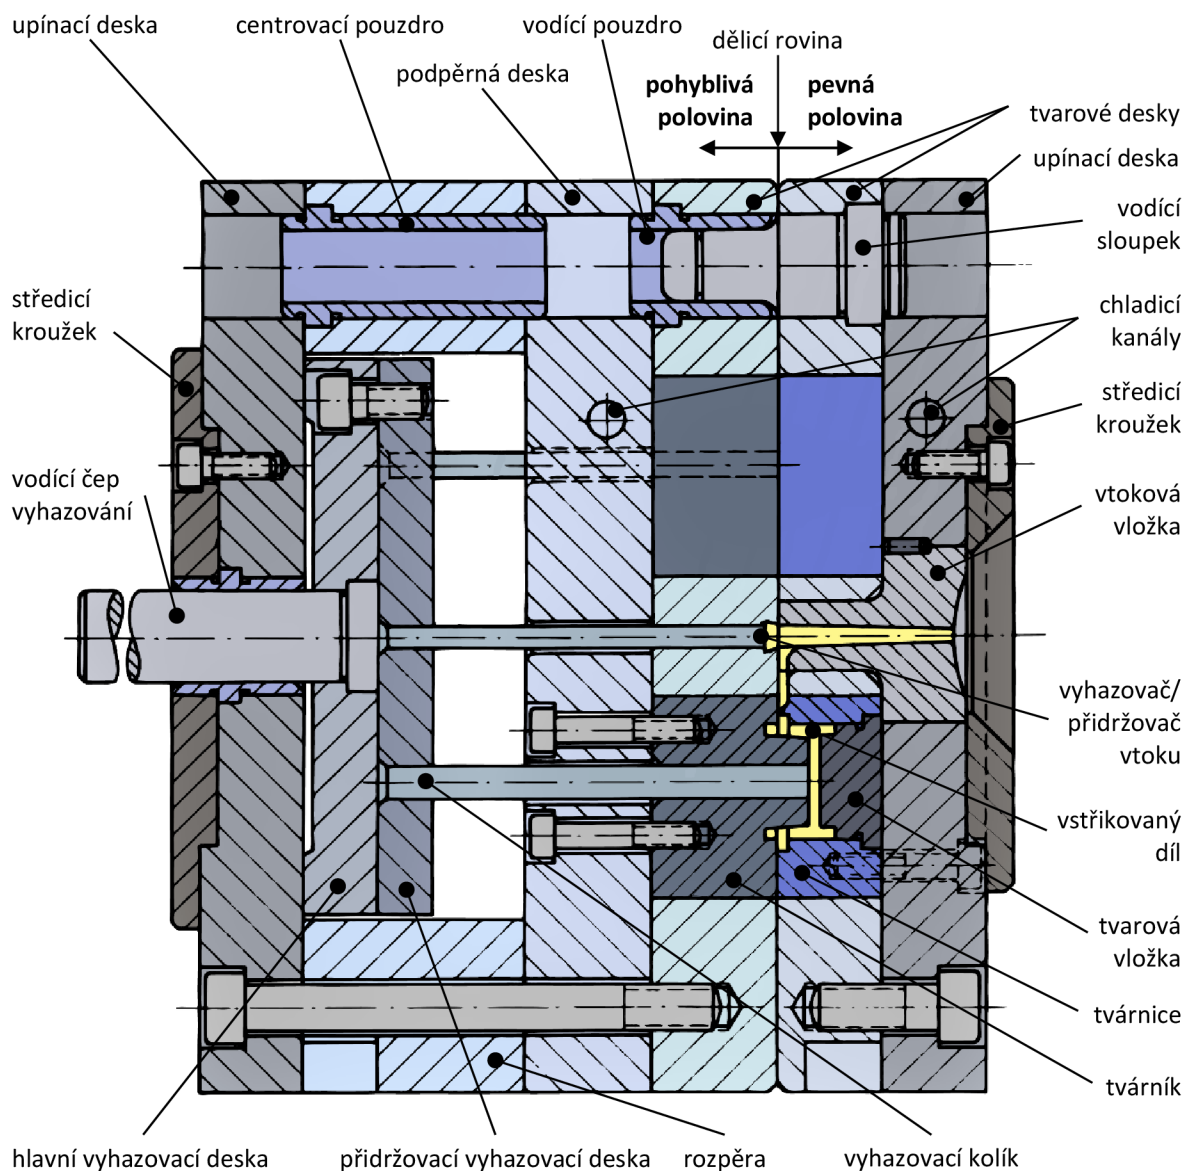 upínací deska
centrovací pouzdro
vodící pouzdro
dělicí rovina
podpěrná deska
pohyblivá
polovina
pevná
polovina
tvarové desky
upínací deska
vodící
sloupek
středicí
kroužek
chladicí
kanály
středicí
kroužek
vodící čep
vyhazování
vtoková
vložka
vyhazovač/
přidržovač
vtoku
vstřikovaný
díl
tvarová
vložka
tvárnice
tvárník
hlavní vyhazovací deska
přidržovací vyhazovací deska
rozpěra
vyhazovací kolík